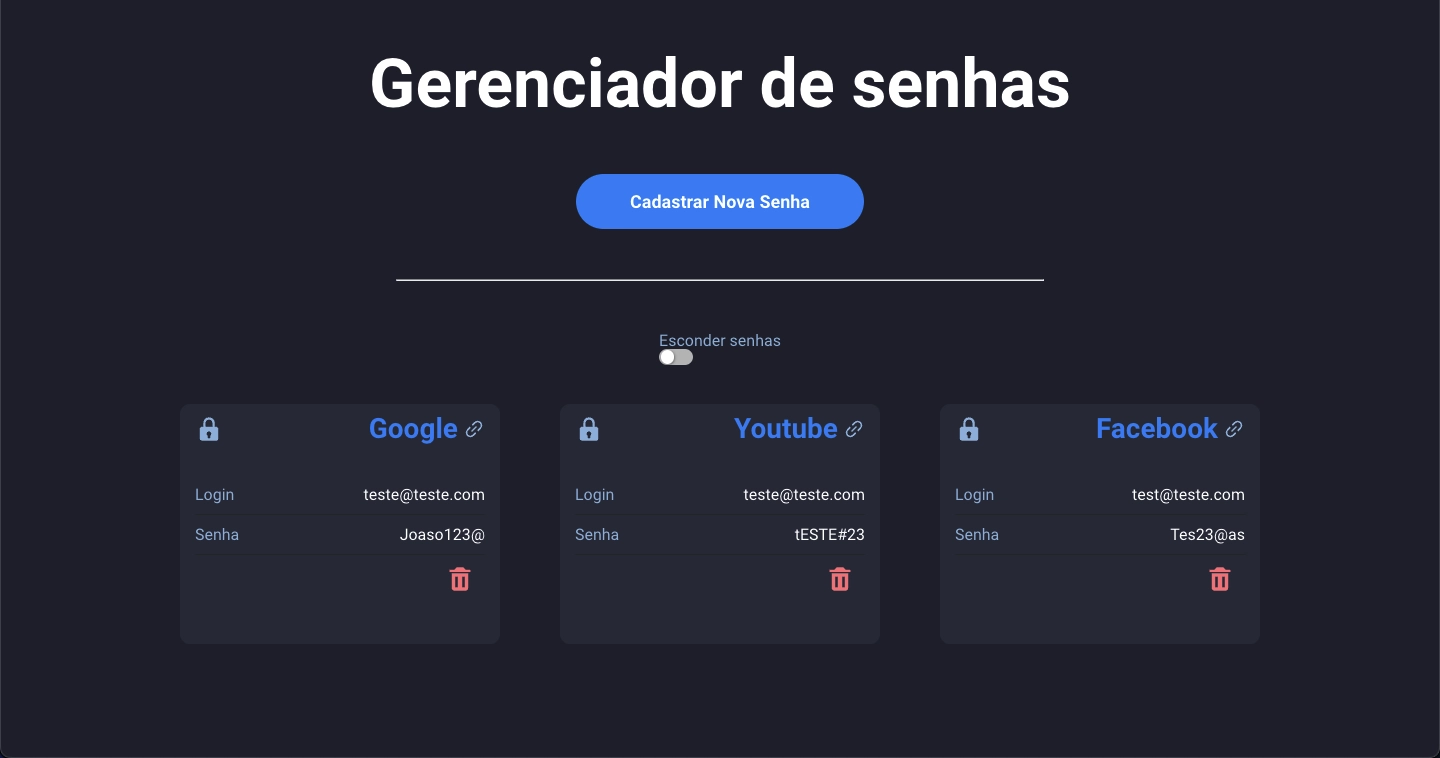 Gerenciador de senhas
Cadastrar Nova Senha
Esconder senhas
Google
Login teste@teste.com
Senha Joaso123@
Youtube
Login teste@teste.com
Senha tESTE#23
Facebook
Login test@teste.com
Senha Tes23@as